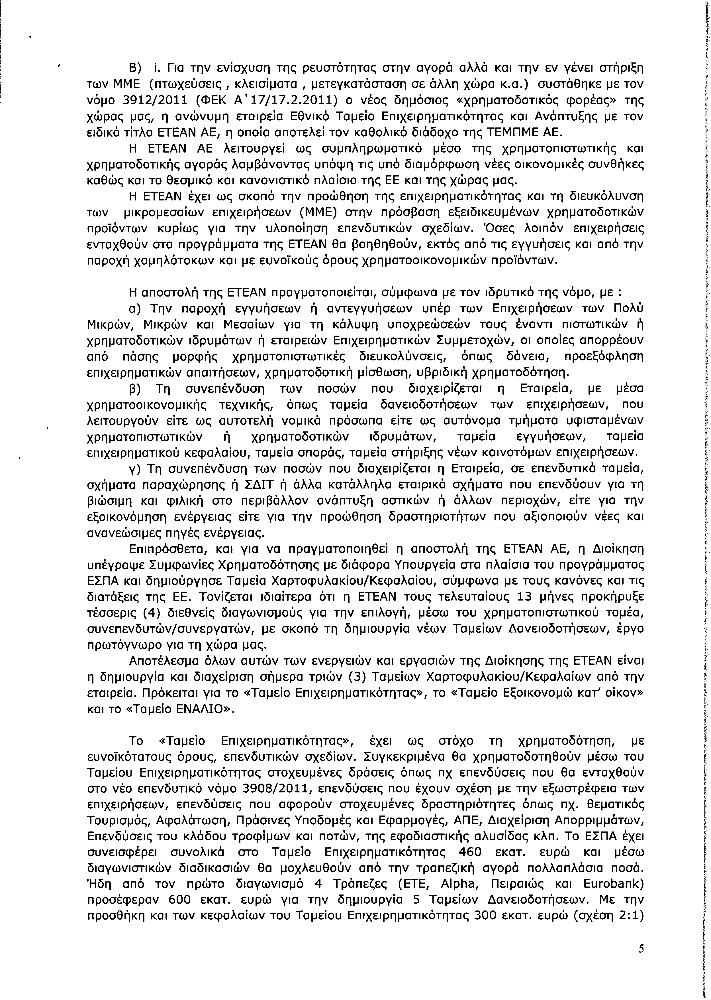 Β) i. Για την ενίσχυση της ρευστότητας στην αγορά αλλά και την εν γένει στήριξη
των ΜΜΕ (πτωχεύσεις , κλεισίματα , μετεγκατάσταση σε άλλη χώρα κ.α.) συστάθηκε με τον
νόμο 3912/2011 (ΦΕΚ Α΄17/17.2.2011) ο νέος δημόσιος «χρηματοδοτικός φορέας» της
χώρας μας, η ανώνυμη εταιρεία Εθνικό Ταμείο Επιχειρηματικότητας και Ανάπτυξης με τον
ειδικό τίτλο ΕΤΕΑΝ ΑΕ, η οποία αποτελεί τον καθολικό διάδοχο της ΤΕΜΠΜΕ ΑΕ.
Η ΕΤΕΑΝ ΑΕ λειτουργεί ως συμπληρωματικό μέσο της χρηματοπιστωτικής και
χρηματοδοτικής αγοράς λαμβάνοντας υπόψη τις υπό διαμόρφωση νέες οικονομικές συνθήκες
καθώς και το θεσμικό και κανονιστικό πλαίσιο της ΕΕ και της χώρας μας.
Η ΕΤΕΑΝ έχει ως σκοπό την προώθηση της επιχειρηματικότητας και τη διευκόλυνση
των μικρομεσαίων επιχειρήσεων (ΜΜΕ) στην πρόσβαση εξειδικευμένων χρηματοδοτικών
προϊόντων κυρίως για την υλοποίηση επενδυτικών σχεδίων. Όσες λοιπόν επιχειρήσεις
ενταχθούν στα προγράμματα της ΕΤΕΑΝ θα βοηθηθούν, εκτός από τις εγγυήσεις και από την
παροχή χαμηλότοκων και με ευνοϊκούς όρους χρηματοοικονομικών προϊόντων.
Η αποστολή της ΕΤΕΑΝ πραγματοποιείται, σύμφωνα με τον ιδρυτικό της νόμο, με :
α) Την παροχή εγγυήσεων ή αντεγγυήσεων υπέρ των Επιχειρήσεων των Πολύ
Μικρών, Μικρών και Μεσαίων για τη κάλυψη υποχρεώσεών τους έναντι πιστωτικών ή
χρηματοδοτικών ιδρυμάτων ή εταιρειών Επιχειρηματικών Συμμετοχών, οι οποίες απορρέουν
από πάσης μορφής χρηματοπιστωτικές διευκολύνσεις, όπως δάνεια, προεξόφληση
επιχειρηματικών απαιτήσεων, χρηματοδοτική μίσθωση, υβριδική χρηματοδότηση.
β) Τη συνεπένδυση των ποσών που διαχειρίζεται η Εταιρεία, με μέσα
χρηματοοικονομικής τεχνικής, όπως ταμεία δανειοδοτήσεων των επιχειρήσεων, που
λειτουργούν είτε ως αυτοτελή νομικά πρόσωπα είτε ως αυτόνομα τμήματα υφισταμένων
χρηματοπιστωτικών ή χρηματοδοτικών ιδρυμάτων, ταμεία εγγυήσεων, ταμεία
επιχειρηματικού κεφαλαίου, ταμεία σποράς, ταμεία στήριξης νέων καινοτόμων επιχειρήσεων.
γ) Τη συνεπένδυση των ποσών που διαχειρίζεται η Εταιρεία, σε επενδυτικά ταμεία,
σχήματα παραχώρησης ή ΣΔΙΤ ή άλλα κατάλληλα εταιρικά σχήματα που επενδύουν για τη
βιώσιμη και φιλική στο περιβάλλον ανάπτυξη αστικών ή άλλων περιοχών, είτε για την
εξοικονόμηση ενέργειας είτε για την προώθηση δραστηριοτήτων που αξιοποιούν νέες και
ανανεώσιμες πηγές ενέργειας.
Επιπρόσθετα, και για να πραγματοποιηθεί η αποστολή της ΕΤΕΑΝ ΑΕ, η Διοίκηση
υπέγραψε Συμφωνίες Χρηματοδότησης με διάφορα Υπουργεία στα πλαίσια του προγράμματος
ΕΣΠΑ και δημιούργησε Ταμεία Χαρτοφυλακίου/Κεφαλαίου, σύμφωνα με τους κανόνες και τις
διατάξεις της ΕΕ. Τονίζεται ιδιαίτερα ότι η ΕΤΕΑΝ τους τελευταίους 13 μήνες προκήρυξε
τέσσερις (4) διεθνείς διαγωνισμούς για την επιλογή, μέσω του χρηματοπιστωτικού τομέα,
συνεπενδυτών/συνεργατών, με σκοπό τη δημιουργία νέων Ταμείων Δανειοδοτήσεων, έργο
πρωτόγνωρο για τη χώρα μας.
Αποτέλεσμα όλων αυτών των ενεργειών και εργασιών της Διοίκησης της ΕΤΕΑΝ είναι
η δημιουργία και διαχείριση σήμερα τριών (3) Ταμείων Χαρτοφυλακίου/Κεφαλαίων από την
εταιρεία. Πρόκειται για το «Ταμείο Επιχειρηματικότητας», το «Ταμείο Εξοικονομώ κατ’ οίκον»
και το «Ταμείο ΕΝΑΛΙΟ».
Το «Ταμείο Επιχειρηματικότητας», έχει ως στόχο τη χρηματοδότηση, με
ευνοϊκότατους όρους, επενδυτικών σχεδίων. Συγκεκριμένα θα χρηματοδοτηθούν μέσω του
Ταμείου Επιχειρηματικότητας στοχευμένες δράσεις όπως πχ επενδύσεις που θα ενταχθούν
στο νέο επενδυτικό νόμο 3908/2011, επενδύσεις που έχουν σχέση με την εξωστρέφεια των
επιχειρήσεων, επενδύσεις που αφορούν στοχευμένες δραστηριότητες όπως πχ. θεματικός
Τουρισμός, Αφαλάτωση, Πράσινες Υποδομές και Εφαρμογές, ΑΠΕ, Διαχείριση Απορριμμάτων,
Επενδύσεις του κλάδου τροφίμων και ποτών, της εφοδιαστικής αλυσίδας κλπ. Το ΕΣΠΑ έχει
συνεισφέρει συνολικά στο Ταμείο Επιχειρηματικότητας 460 εκατ. ευρώ και μέσω
διαγωνιστικών διαδικασιών θα μοχλευθούν από την τραπεζική αγορά πολλαπλάσια ποσά.
Ήδη από τον πρώτο διαγωνισμό 4 Τράπεζες (ΕΤΕ, Alpha, Πειραιώς και Eurobank)
προσέφεραν 600 εκατ. ευρώ για την δημιουργία 5 Ταμείων Δανειοδοτήσεων. Με την
προσθήκη και των κεφαλαίων του Ταμείου Επιχειρηματικότητας 300 εκατ. ευρώ (σχέση 2:1)
5